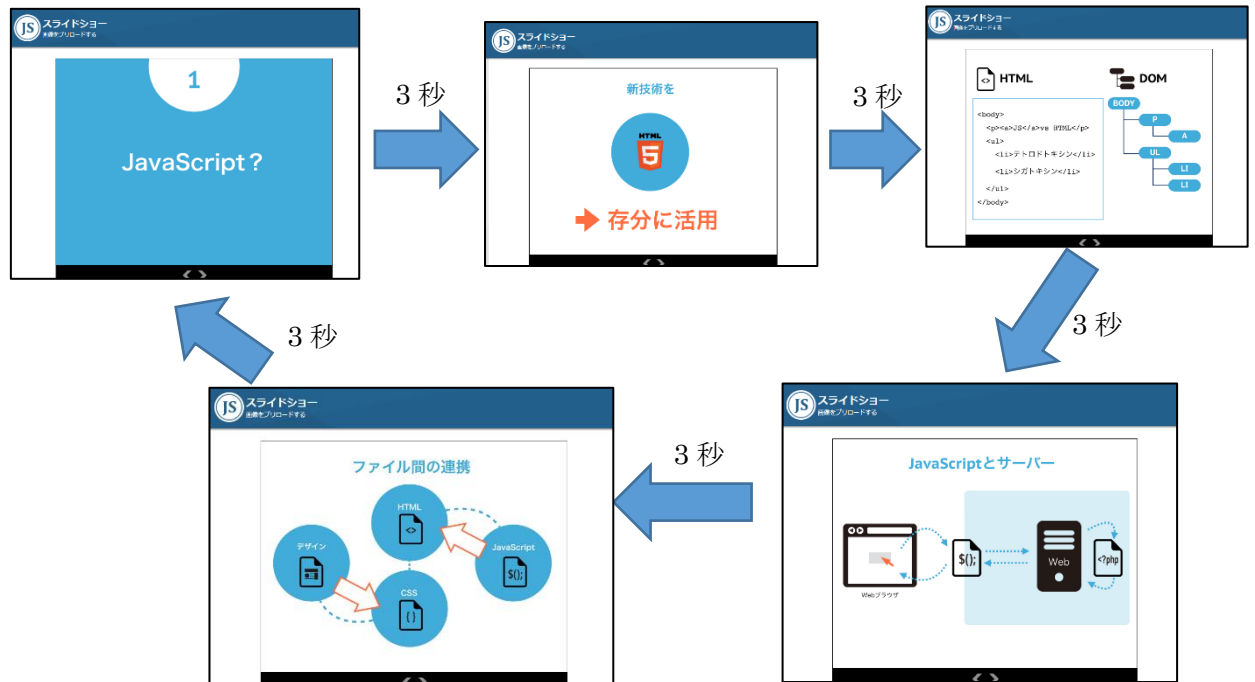 JS スライドショー
画像をプリロードする
1
JavaScript?
3 秒
JS スライドショー
画像をプリロードする
新技術を
HTML
5
存分に活用
3 秒
JS スライドショー
画像をプリロードする
<> HTML
DOM
<body>
<p><a>JS</a>vs HTML</p>
<ul>
<li>テトロドトキシン</li>
<li>シガトキシン</li>
</ul>
</body>
BODY
P
A
UL
LI
LI
3 秒
JS スライドショー
画像をプリロードする
JavaScriptとサーバー
Webブラウザ
$();
Web
<?php
3 秒
JS スライドショー
画像をプリロードする
ファイル間の連携
HTML
<>
デザイン
JavaScript
$();
CSS
{ }
3 秒